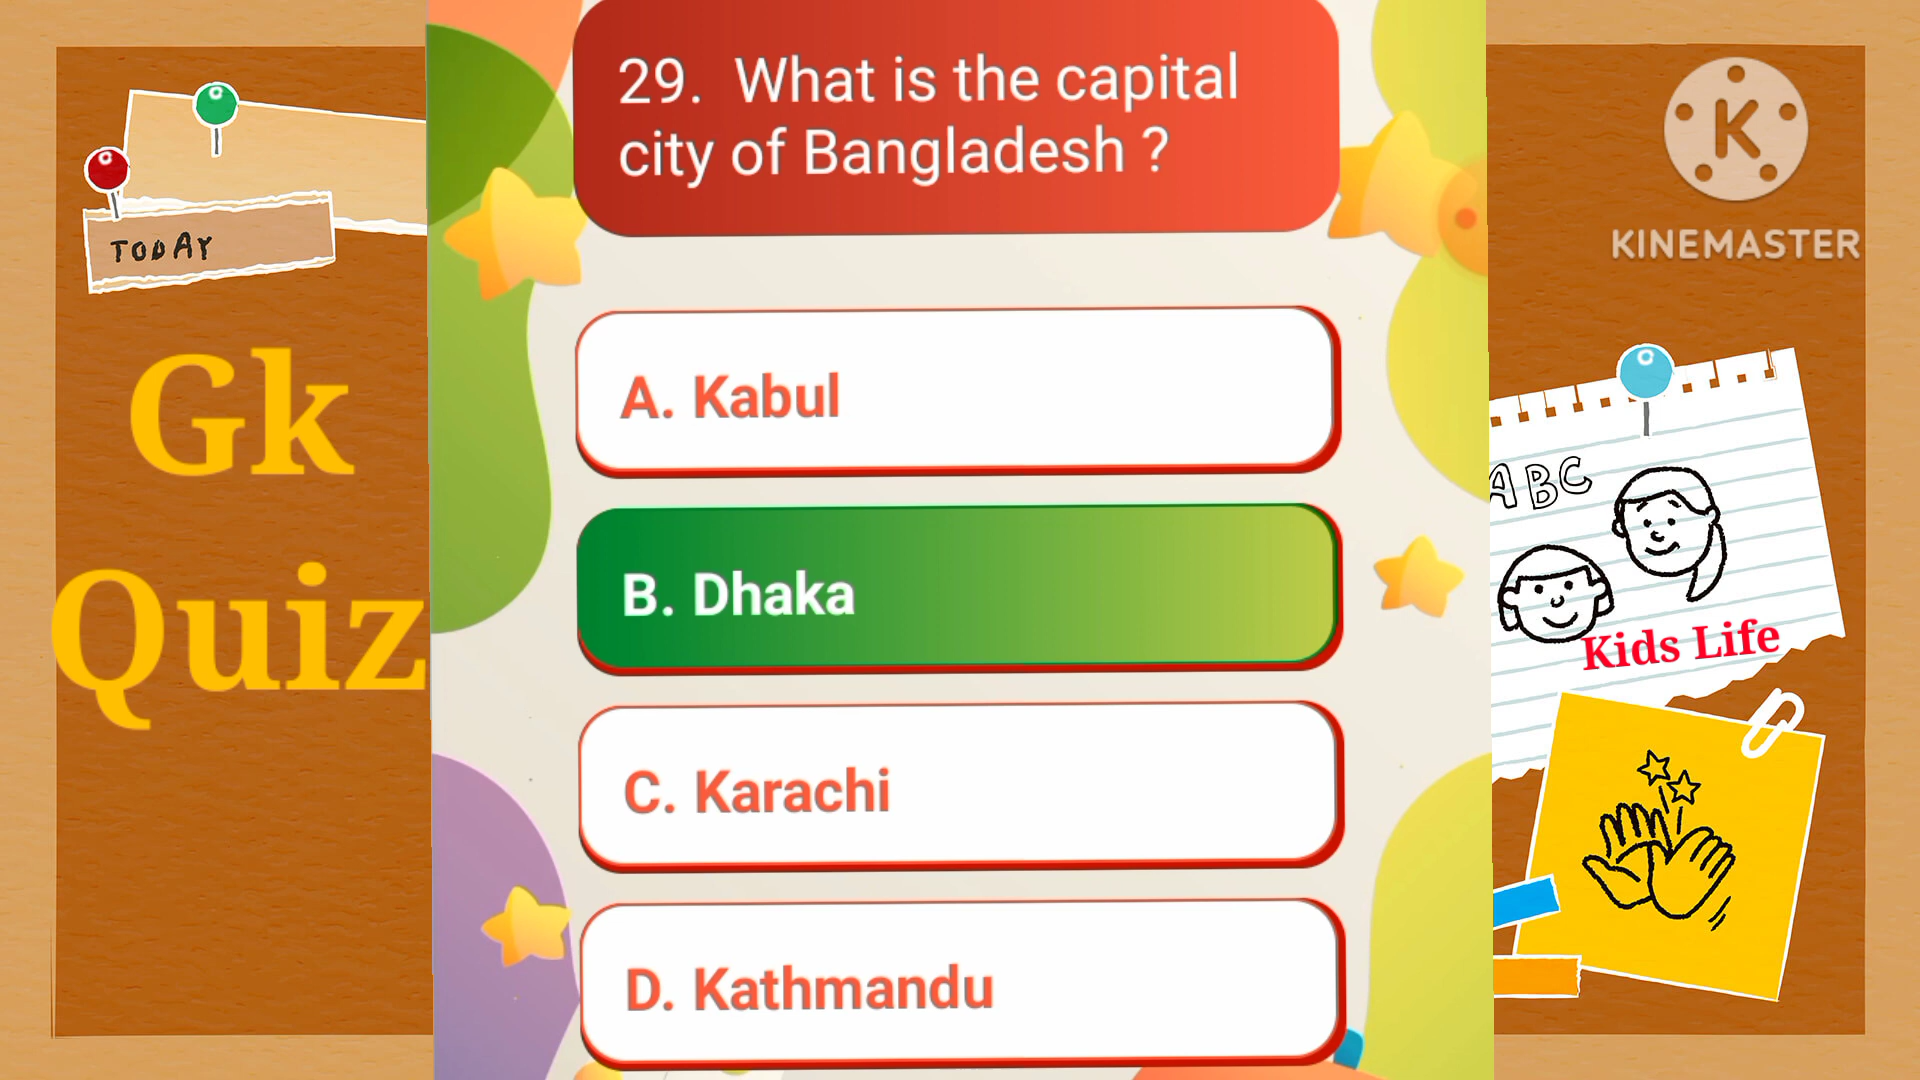 TODAY
Gk
Quiz
29. What is the capital
city of Bangladesh ?
A. Kabul
B. Dhaka
C. Karachi
D. Kathmandu
K
KINEMASTER
ABC
Kids Life